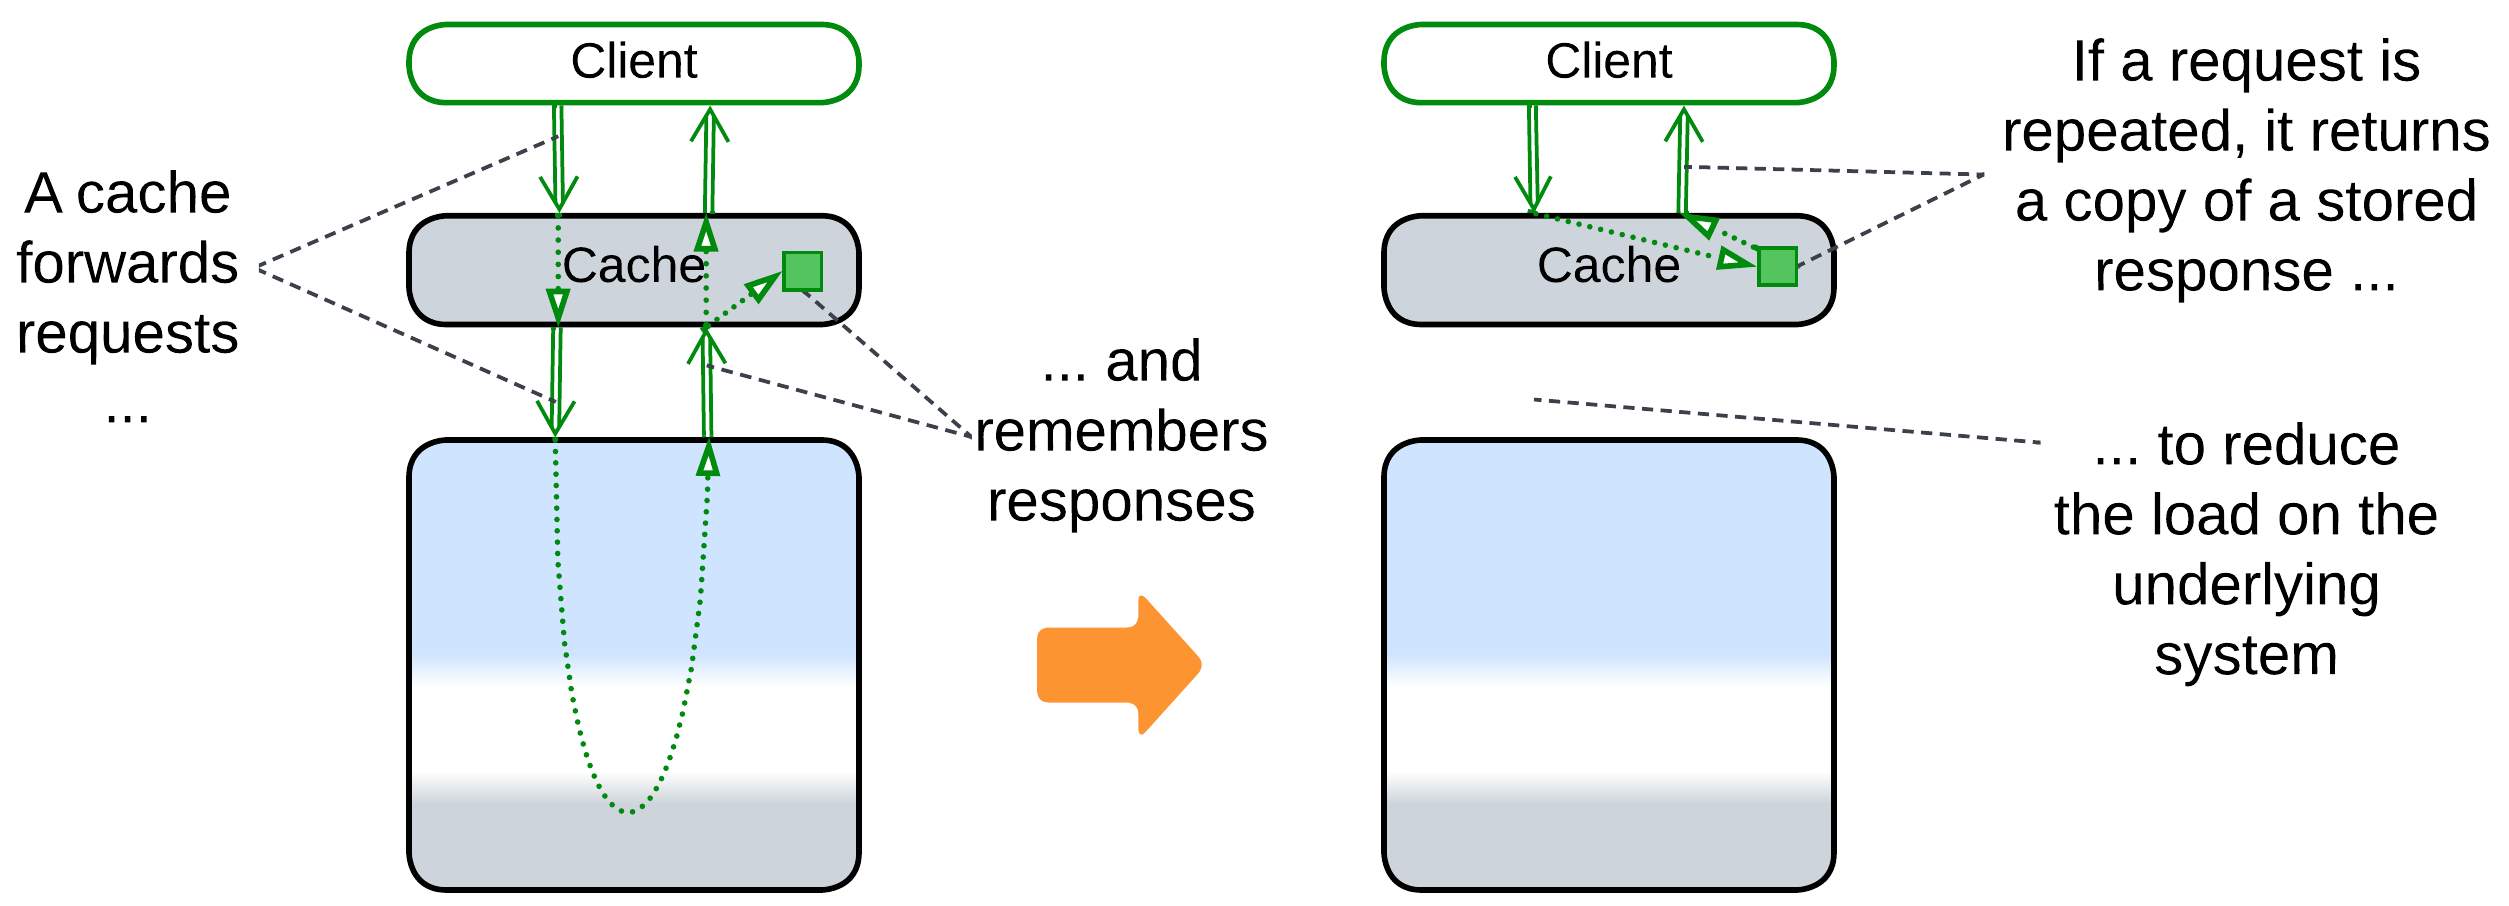 Client
Cache
A cache
forwards
requests
...
... and
remembers
responses
Client
Cache
If a request is
repeated, it returns
a copy of a stored
response ...
... to reduce
the load on the
underlying
system